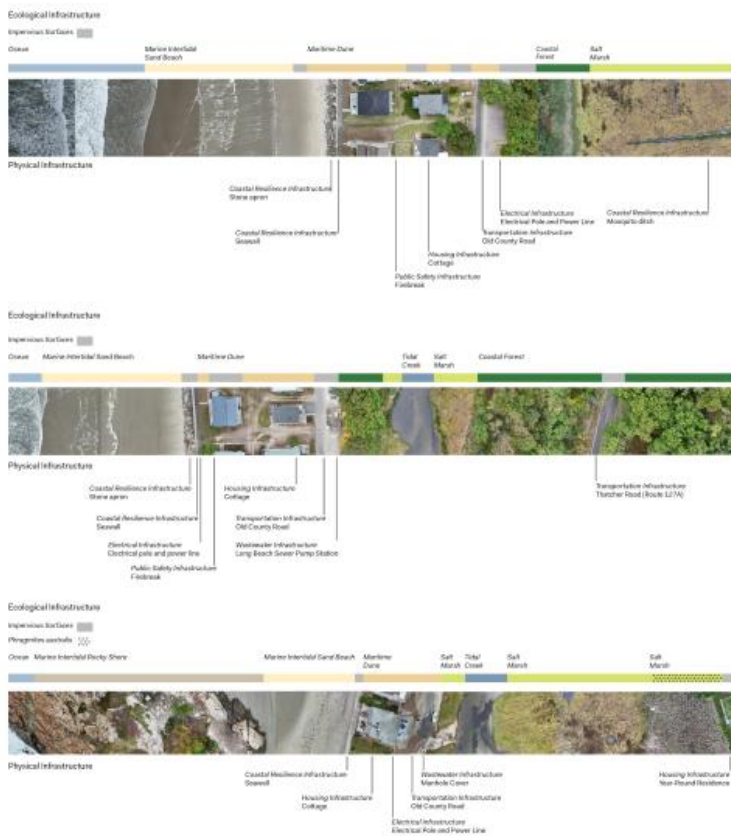 Ecological Infrastructure
Impervious Surfaces
Ocean
Marine Intertidal
Sand Beach
Maritime Dune
Coastal
Forest
Salt
Marsh
Physical Infrastructure
Coastal Resilience Infrastructure
Stone apron
Coastal Resilience Infrastructure
Seawall
Public Safety Infrastructure
Firebreak
Housing Infrastructure
Cottage
Transportation Infrastructure
Old County Road
Electrical Infrastructure
Electrical Pole and Power Line
Coastal Resilience Infrastructure
Mosquito ditch
Ecological Infrastructure
Impervious Surfaces
Ocean
Marine Intertidal Sand Beach
Maritime Dune
Tidal
Creek
Salt
Marsh
Coastal Forest
Physical Infrastructure
Coastal Resilience Infrastructure
Stone apron
Coastal Resilience Infrastructure
Seawall
Electrical Infrastructure
Electrical pole and power line
Public Safety Infrastructure
Firebreak
Housing Infrastructure
Cottage
Transportation Infrastructure
Old County Road
Wastewater Infrastructure
Long Beach Sewer Pump Station
Transportation Infrastructure
Thatcher Road (Route 127A)
Ecological Infrastructure
Impervious Surfaces
Phragmites australis
Ocean
Marine Intertidal Rocky Shore
Marine Intertidal Sand Beach
Maritime
Dune
Salt
Marsh
Tidal
Creek
Salt
Marsh
Salt
Marsh
Physical Infrastructure
Coastal Resilience Infrastructure
Seawall
Housing Infrastructure
Cottage
Electrical Infrastructure
Electrical Pole and Power Line
Transportation Infrastructure
Old County Road
Wastewater Infrastructure
Manhole Cover
Housing Infrastructure
Year-Round Residence